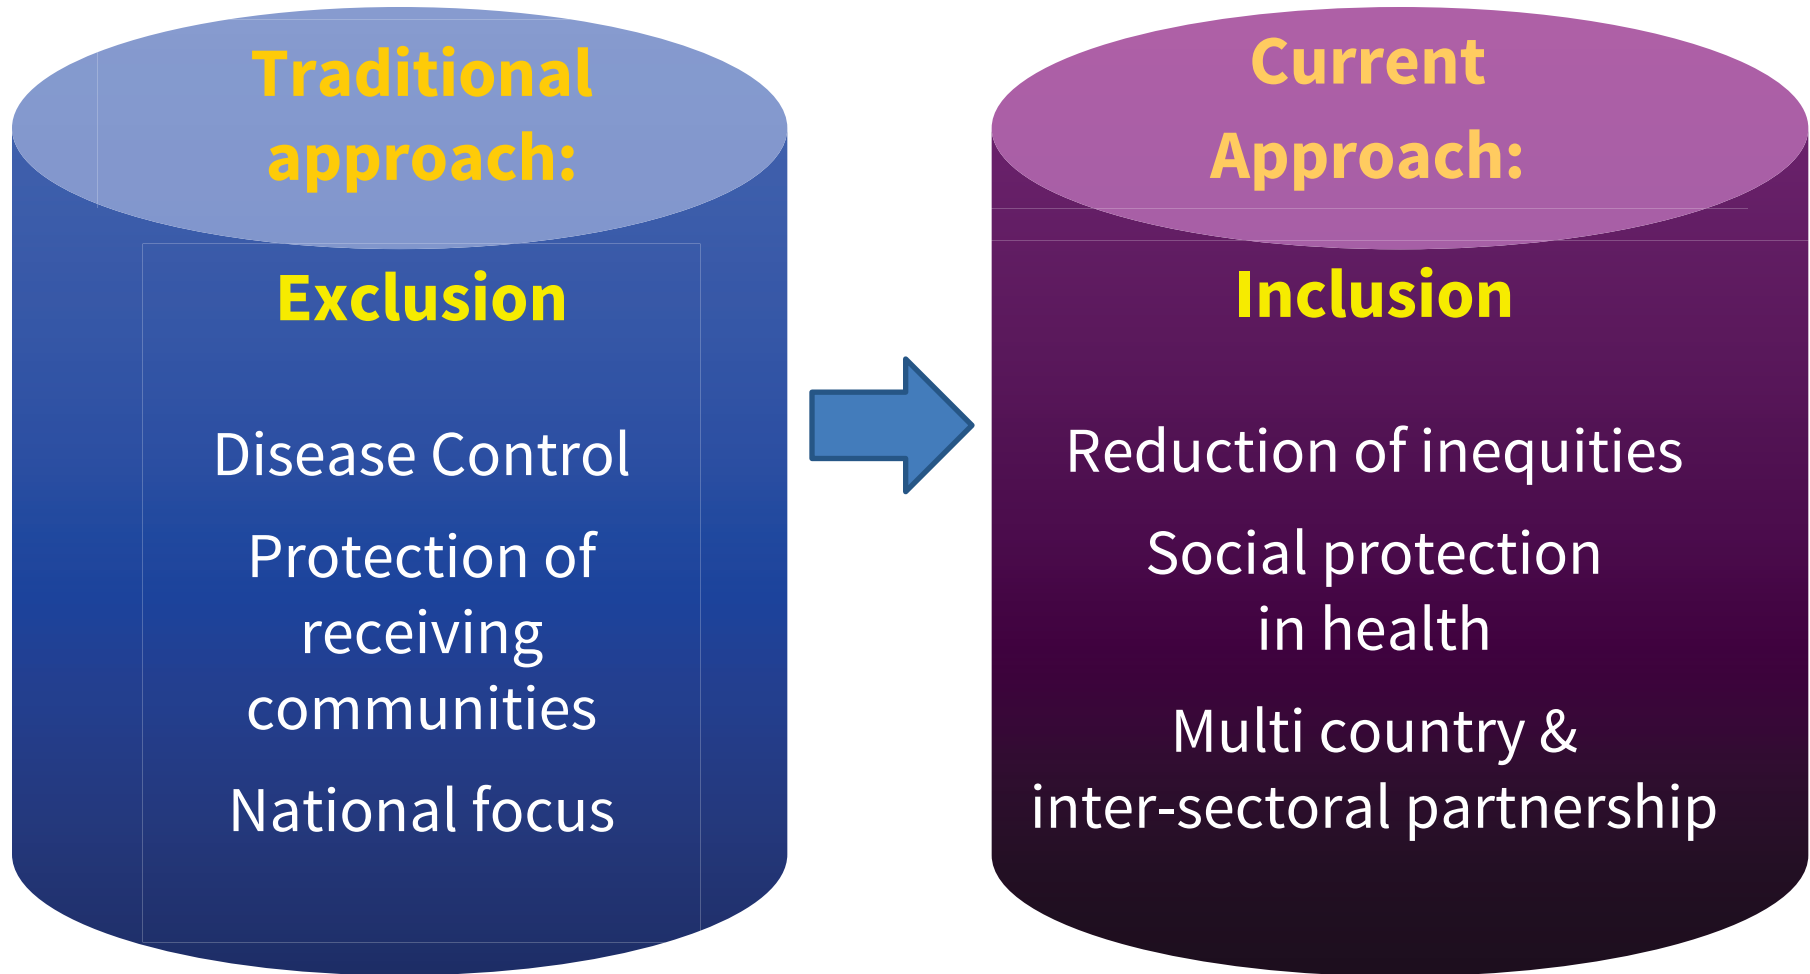 Traditional
approach:
Exclusion
Disease Control
Protection of
receiving
communities
National focus
Current
Approach:
Inclusion
Reduction of inequities
Social protection
in health
Multi country &
inter-sectoral partnership